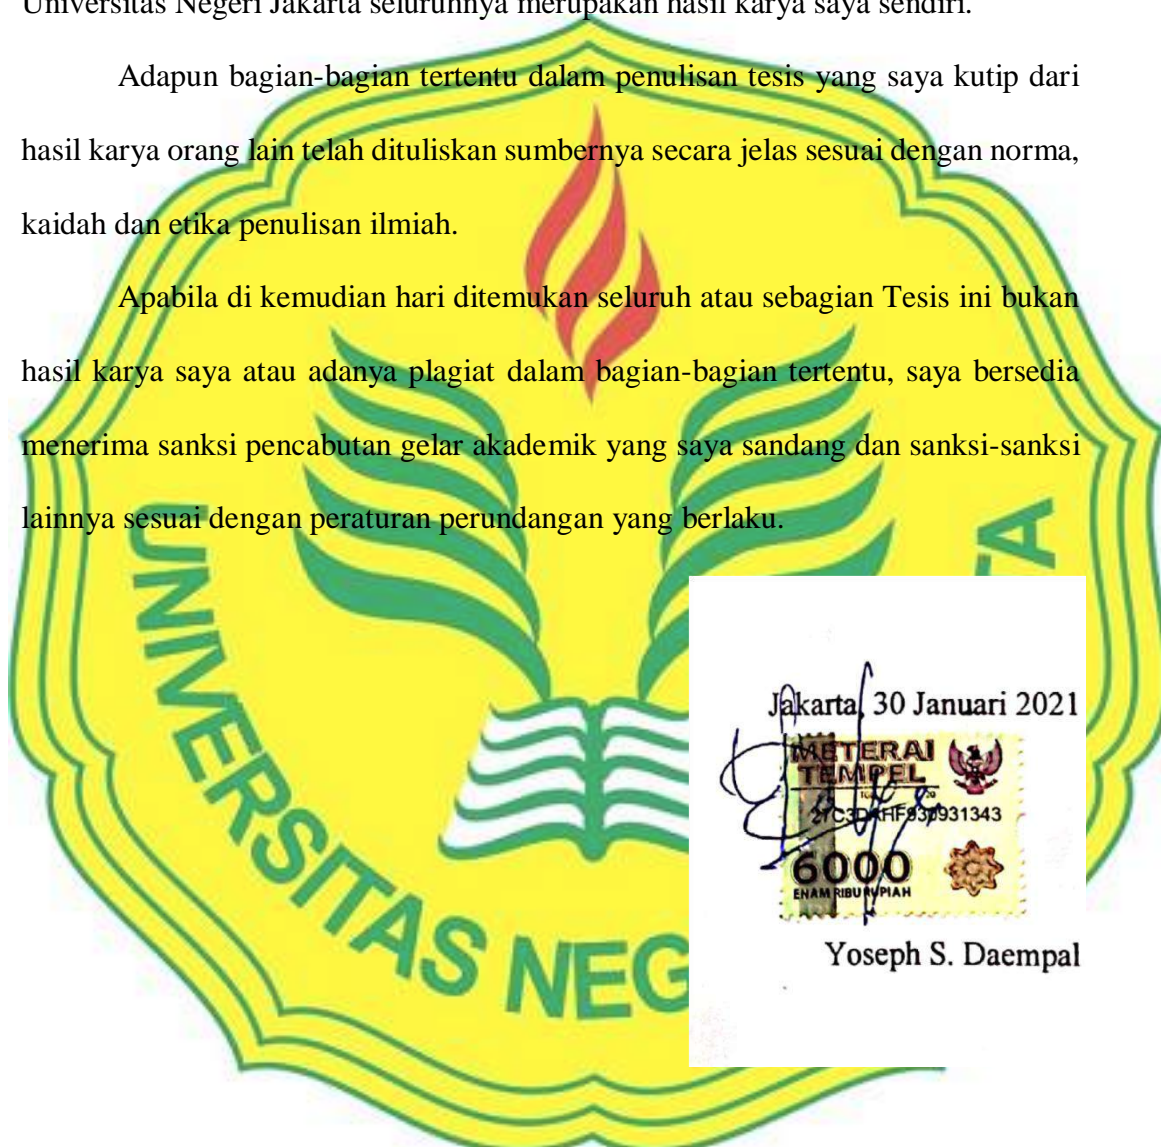 Universitas Negeri Jakarta seluruhnya merupakan hasil karya saya sendiri.
Adapun bagian-bagian tertentu dalam penulisan tesis yang saya kutip dari
hasil karya orang lain telah dituliskan sumbernya secara jelas sesuai dengan norma,
kaidah dan etika penulisan ilmiah.
Apabila di kemudian hari ditemukan seluruh atau sebagian Tesis ini bukan
hasil karya saya atau adanya plagiat dalam bagian-bagian tertentu, saya bersedia
menerima sanksi pencabutan gelar akademik yang saya sandang dan sanksi-sanksi
lainnya sesuai dengan peraturan perundangan yang berlaku.
UNIVERSITAS NEG
TA
Jakarta, 30 Januari 2021
METERAI
TEMPEL
6000
ENAM RIBU RUPIAH
Yoseph S. Daempal